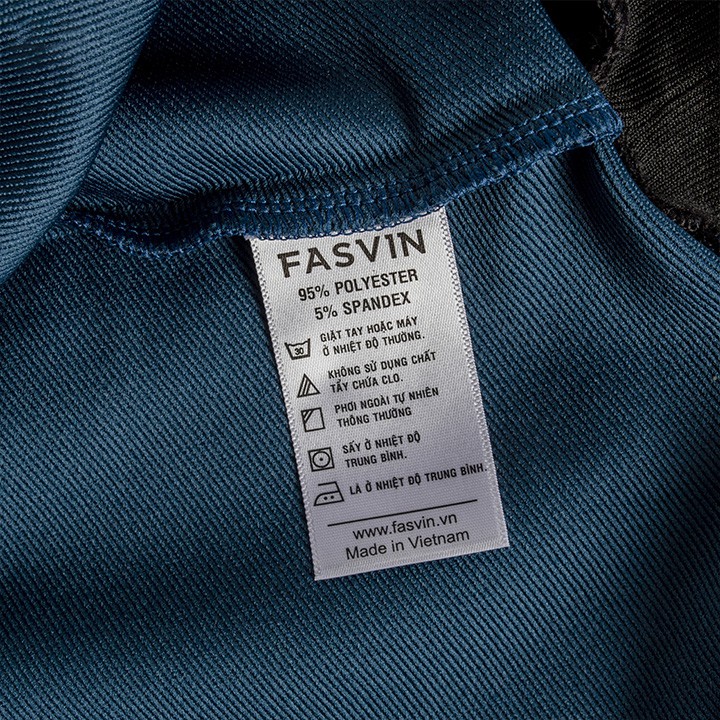 FASVIN
95% POLYESTER
5% SPANDEX
30
GIẶT TAY HOẶC MÁY
Ở NHIỆT ĐỘ THƯỜNG.
KHÔNG SỬ DỤNG CHẤT
TẨY CHỨA CLO.
PHƠI NGOÀI TỰ NHIÊN
THÔNG THƯỜNG
SẤY Ở NHIỆT ĐỘ
TRUNG BÌNH.
LÀ Ở NHIỆT ĐỘ TRUNG BÌNH.
www.fasvin.vn
Made in Vietnam